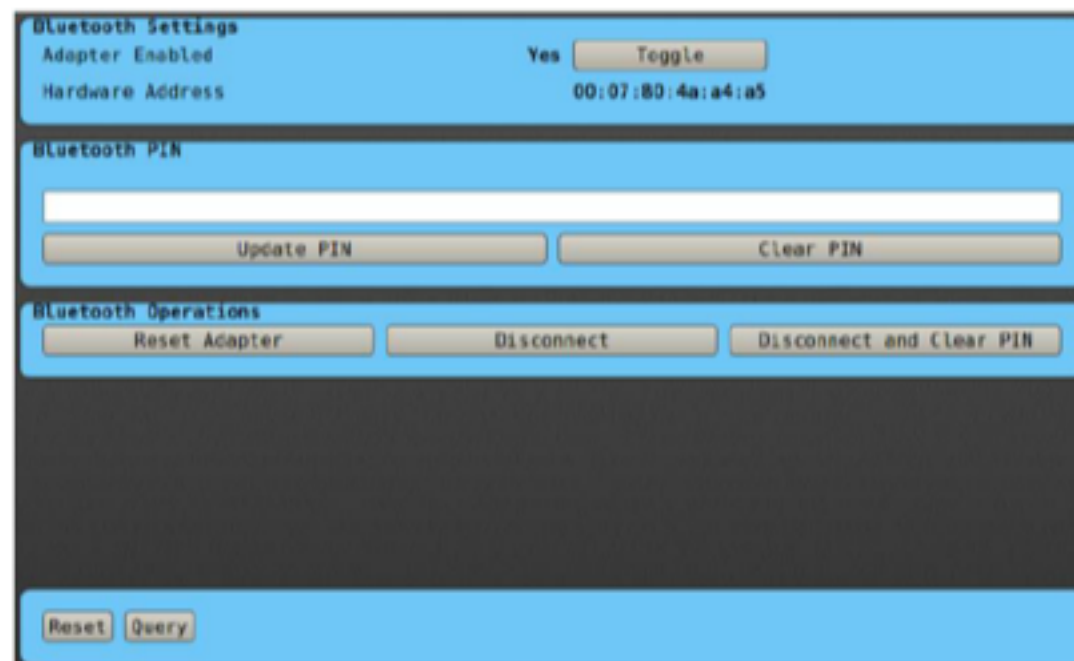 Bluetooth Settings
Adapter Enabled Yes Toggle
Hardware Address 00:07:80:4a:a4:a5
Bluetooth PIN
Update PIN Clear PIN
Bluetooth Operations
Reset Adapter Disconnect Disconnect and Clear PIN
Reset Query